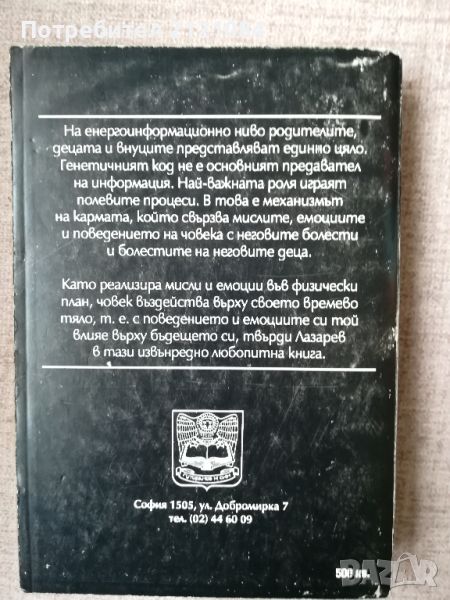 На енергоинформационно ниво родителите,
децата и внуците представляват единно цяло.
Генетичният код не е основният предавател
на информация. Най-важната роля играят
полевите процеси. В това е механизмът
на кармата, който свързва мислите, емоциите
и поведението на човека с неговите болести
и болестите на неговите деца.
Като реализира мисли и емоции във физически
план, човек въздейства върху своето времево
тяло, т. е. с поведението и емоциите си той
влияе върху бъдещето си, твърди Лазарев
в тази извънредно любопитна книга.
София 1505, ул. Добромирка 7
тел. (02) 44 60 09
500 лв.
BAZAR